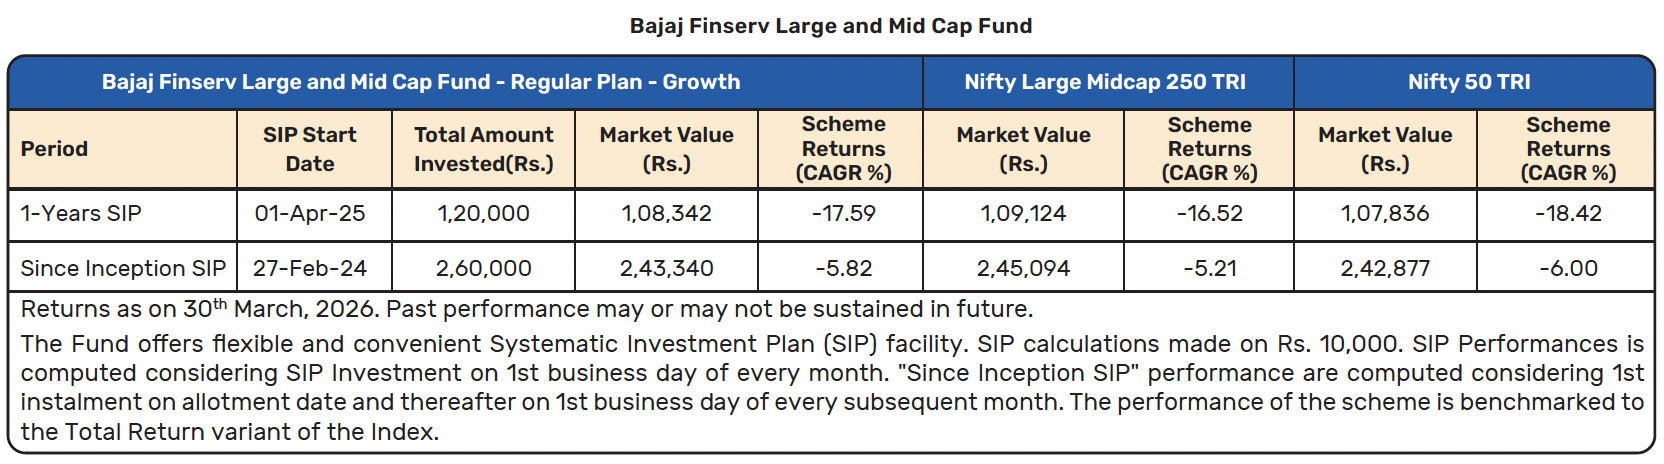 Bajaj Finserv Large and Mid Cap Fund
Bajaj Finserv Large and Mid Cap Fund - Regular Plan - Growth Nifty Large Midcap 250 TRI Nifty 50 TRI
Period SIP Start Date Total Amount Invested(Rs.) Market Value (Rs.) Scheme Returns (CAGR %) Market Value (Rs.) Scheme Returns (CAGR %) Market Value (Rs.) Scheme Returns (CAGR %)
1-Years SIP 01-Apr-25 1,20,000 1,08,342 -17.59 1,09,124 -16.52 1,07,836 -18.42
Since Inception SIP 27-Feb-24 2,60,000 2,43,340 -5.82 2,45,094 -5.21 2,42,877 -6.00
Returns as on 30th March, 2026. Past performance may or may not be sustained in future.
The Fund offers flexible and convenient Systematic Investment Plan (SIP) facility. SIP calculations made on Rs. 10,000. SIP Performances is
computed considering SIP Investment on 1st business day of every month. "Since Inception SIP" performance are computed considering 1st
instalment on allotment date and thereafter on 1st business day of every subsequent month. The performance of the scheme is benchmarked to
the Total Return variant of the Index.